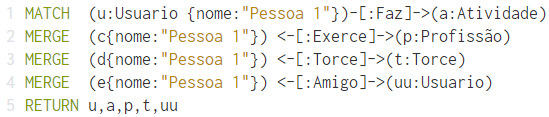 1 MATCH (u:Usuario {nome:"Pessoa 1"})-[:Faz]->(a:Atividade)
2 MERGE (c{nome:"Pessoa 1"}) <-[:Exerce]->(p:Profissão)
3 MERGE (d{nome:"Pessoa 1"}) <-[:Torce]->(t:Torce)
4 MERGE (e{nome:"Pessoa 1"}) <-[:Amigo]->(uu:Usuario)
5 RETURN u,a,p,t,uu